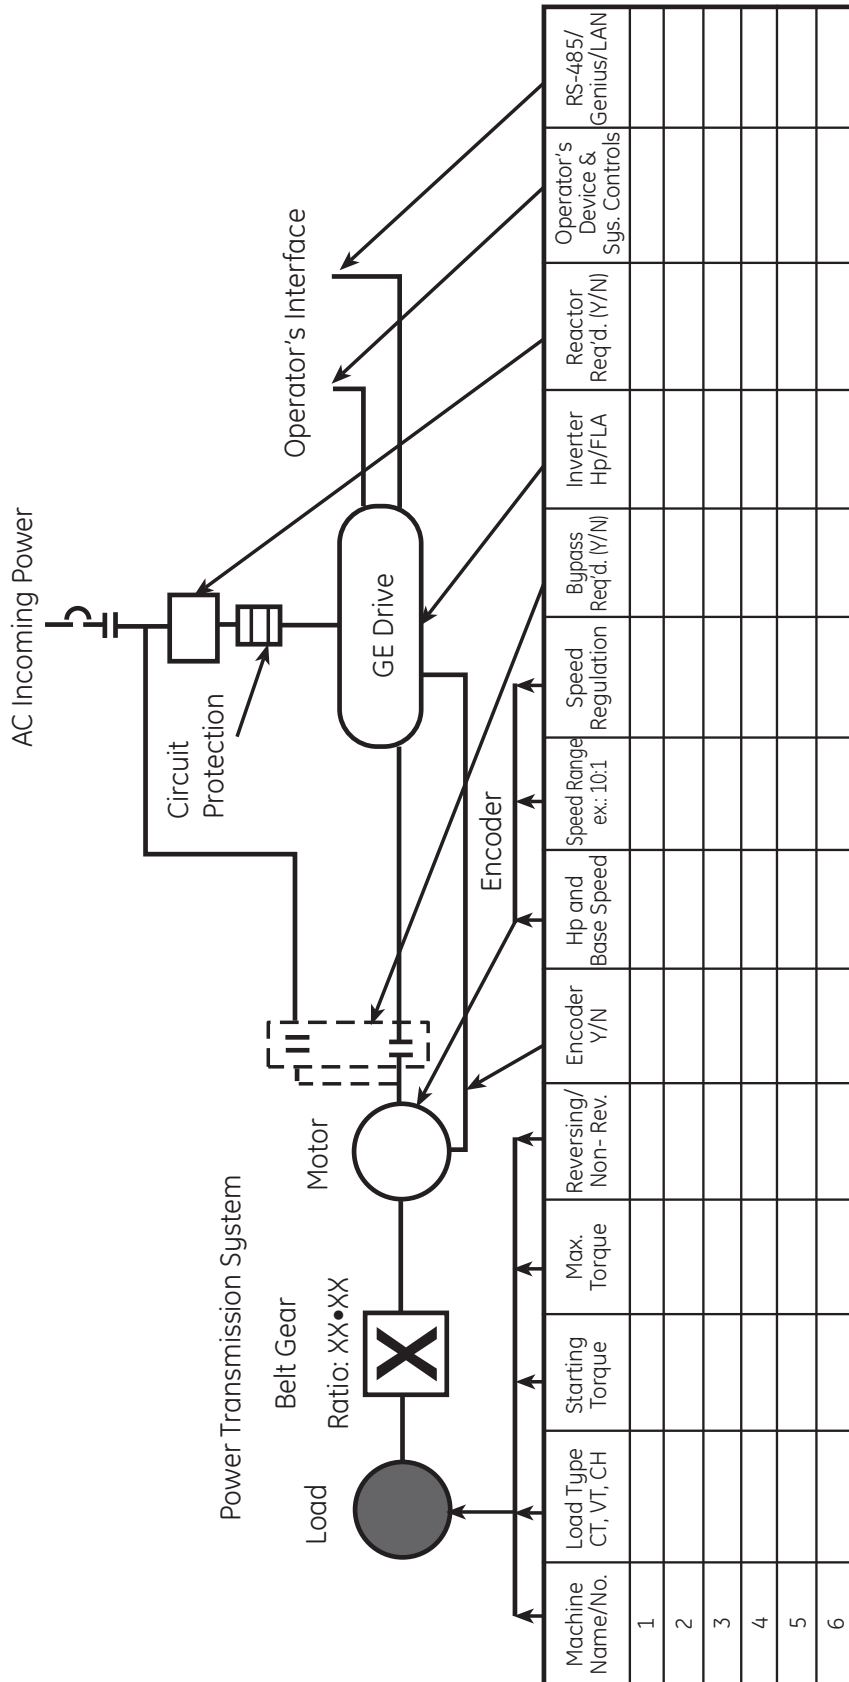 AC Incoming Power
Operator's Interface
Circuit
Protection
GE Drive
Power Transmission System
Belt Gear
Ratio: XX•XX
Motor
Load
X
Encoder
Machine
Name/No.
Load Type
CT, VT, CH
Starting
Torque
Max.
Torque
Reversing/
Non- Rev.
Encoder
Y/N
Hp and
Base Speed
Speed Range
ex.: 10:1
Speed
Regulation
Bypass
Req'd. (Y/N)
Inverter
Hp/FLA
Reactor
Req'd. (Y/N)
Operator's
Device &
Sys. Controls
RS-485/
Genius/LAN
1
2
3
4
5
6